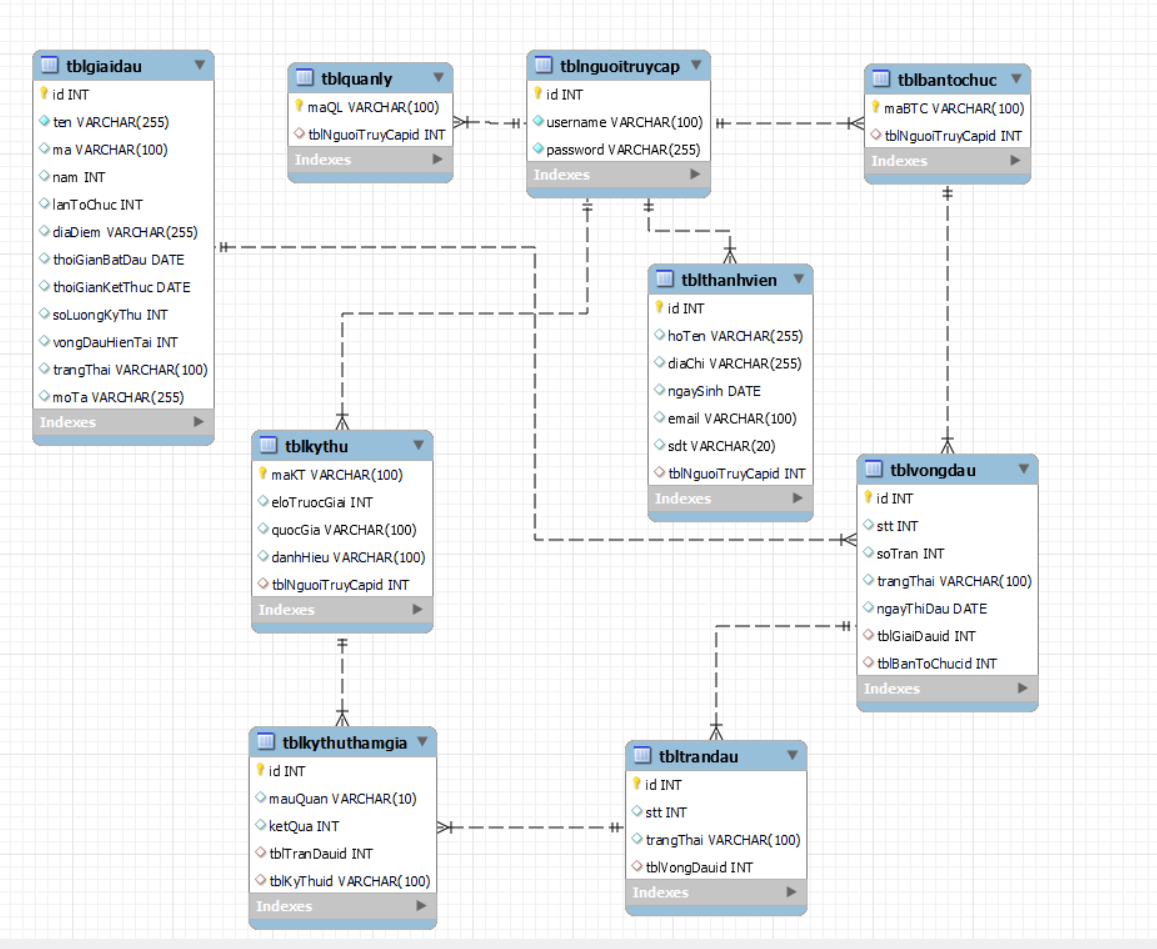 tblgiaidau
id INT
ten VARCHAR(255)
ma VARCHAR(100)
nam INT
lanToChuc INT
diaDiem VARCHAR(255)
thoiGianBatDau DATE
thoiGianKetThuc DATE
soLuongKyThu INT
vongDauHienTai INT
trangThai VARCHAR(100)
moTa VARCHAR(255)
Indexes
tblquanly
maQL VARCHAR(100)
tblNguoiTruyCapid INT
Indexes
tblnguoitruycap
id INT
username VARCHAR(100)
password VARCHAR(255)
Indexes
tblbantochuc
maBTC VARCHAR(100)
tblNguoiTruyCapid INT
Indexes
tblthanhvien
id INT
hoTen VARCHAR(255)
diaChi VARCHAR(255)
ngaySinh DATE
email VARCHAR(100)
sdt VARCHAR(20)
tblNguoiTruyCapid INT
Indexes
tblkythu
maKT VARCHAR(100)
eloTruocGiai INT
quocGia VARCHAR(100)
danhHieu VARCHAR(100)
tblNguoiTruyCapid INT
Indexes
tblvongdau
id INT
stt INT
soTran INT
trangThai VARCHAR(100)
ngayThiDau DATE
tblGiaiDauid INT
tblBanToChucid INT
Indexes
tblkythuthamgia
id INT
mauQuan VARCHAR(10)
ketQua INT
tblTranDauid INT
tblKyThuid VARCHAR(100)
Indexes
tbltrandau
id INT
stt INT
trangThai VARCHAR(100)
tblVongDauid INT
Indexes